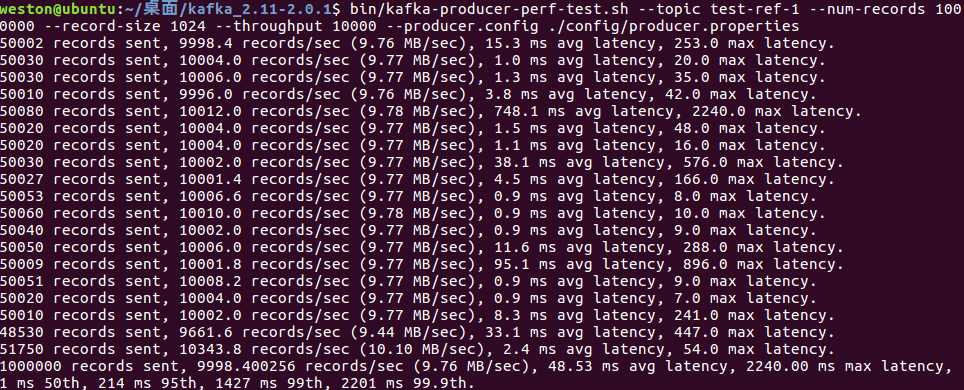 weston@ubuntu:~/桌面/kafka_2.11-2.0.1$ bin/kafka-producer-perf-test.sh --topic test-ref-1 --num-records 100
0000 --record-size 1024 --throughput 10000 --producer.config ./config/producer.properties
50002 records sent, 9998.4 records/sec (9.76 MB/sec), 15.3 ms avg latency, 253.0 max latency.
50030 records sent, 10004.0 records/sec (9.77 MB/sec), 1.0 ms avg latency, 20.0 max latency.
50030 records sent, 10006.0 records/sec (9.77 MB/sec), 1.3 ms avg latency, 35.0 max latency.
50010 records sent, 9996.0 records/sec (9.76 MB/sec), 3.8 ms avg latency, 42.0 max latency.
50080 records sent, 10012.0 records/sec (9.78 MB/sec), 748.1 ms avg latency, 2240.0 max latency.
50020 records sent, 10004.0 records/sec (9.77 MB/sec), 1.5 ms avg latency, 48.0 max latency.
50020 records sent, 10004.0 records/sec (9.77 MB/sec), 1.1 ms avg latency, 16.0 max latency.
50030 records sent, 10002.0 records/sec (9.77 MB/sec), 38.1 ms avg latency, 576.0 max latency.
50027 records sent, 10001.4 records/sec (9.77 MB/sec), 4.5 ms avg latency, 166.0 max latency.
50053 records sent, 10006.6 records/sec (9.77 MB/sec), 0.9 ms avg latency, 8.0 max latency.
50060 records sent, 10010.0 records/sec (9.78 MB/sec), 0.9 ms avg latency, 10.0 max latency.
50040 records sent, 10002.0 records/sec (9.77 MB/sec), 0.9 ms avg latency, 9.0 max latency.
50050 records sent, 10006.0 records/sec (9.77 MB/sec), 11.6 ms avg latency, 288.0 max latency.
50009 records sent, 10001.8 records/sec (9.77 MB/sec), 95.1 ms avg latency, 896.0 max latency.
50051 records sent, 10008.2 records/sec (9.77 MB/sec), 0.9 ms avg latency, 9.0 max latency.
50020 records sent, 10004.0 records/sec (9.77 MB/sec), 0.9 ms avg latency, 7.0 max latency.
50010 records sent, 10002.0 records/sec (9.77 MB/sec), 8.3 ms avg latency, 241.0 max latency.
48530 records sent, 9661.6 records/sec (9.44 MB/sec), 33.1 ms avg latency, 447.0 max latency.
51750 records sent, 10343.8 records/sec (10.10 MB/sec), 2.4 ms avg latency, 54.0 max latency.
1000000 records sent, 9998.400256 records/sec (9.76 MB/sec), 48.53 ms avg latency, 2240.00 ms max latency,
1 ms 50th, 214 ms 95th, 1427 ms 99th, 2201 ms 99.9th.